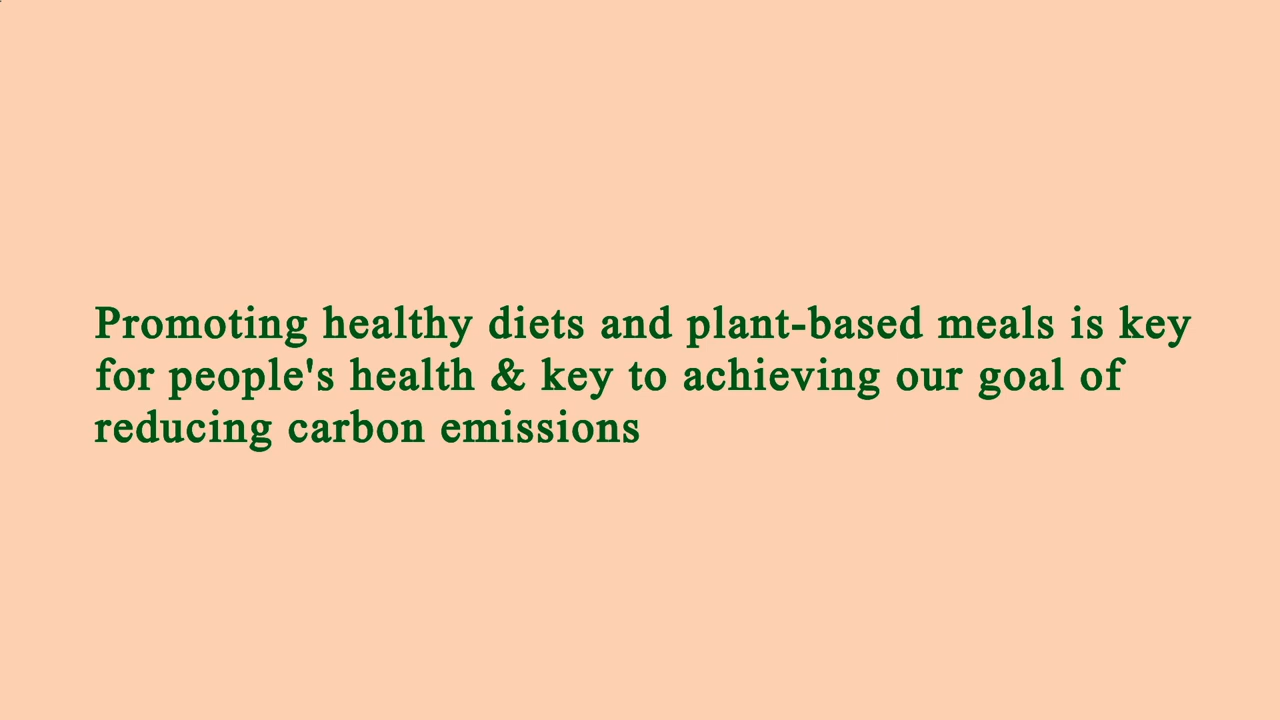 Promoting healthy diets and plant-based meals is key
for people's health & key to achieving our goal of
reducing carbon emissions